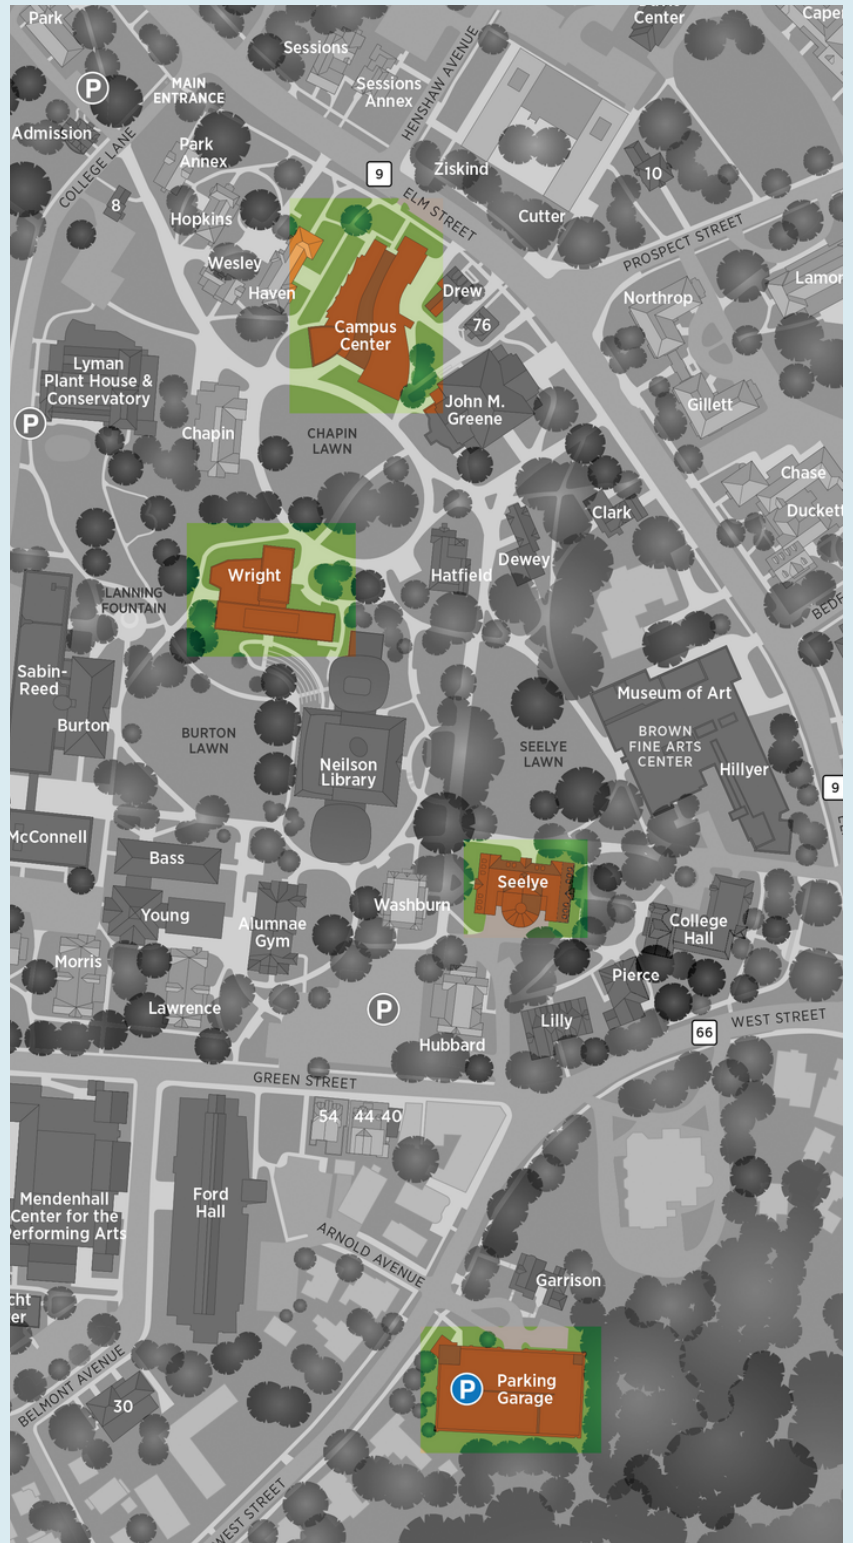 Park
Center
Cape
Sessions
P
MAIN
ENTRANCE
Sessions
Annex
HENSHAW AVENUE
Admission
COLLEGE LANE
Park
Annex
9
Ziskind
10
8
Hopkins
ELM STREET
Cutter
PROSPECT STREET
Wesley
Haven
Drew
Lamon
Northrop
76
Campus
Center
Lyman
Plant House &
Conservatory
P
Chapin
CHAPIN
LAWN
John M.
Greene
Gillett
Chase
Duckett
Clark
Wright
Hatfield
Dewey
LANNING
FOUNTAIN
BEDF
Sabin-
Reed
Burton
BURTON
LAWN
Neilson
Library
SEELYE
LAWN
Museum of Art
BROWN
FINE ARTS
CENTER
Hillyer
9
McConnell
Bass
Young
Alumnae
Gym
Washburn
Seelye
College
Hall
Morris
Lawrence
P
Hubbard
Lilly
Pierce
66
WEST STREET
GREEN STREET
54
44
40
Mendenhall
Center for the
Performing Arts
Ford
Hall
ARNOLD AVENUE
Garrison
cht
er
BELMONT AVENUE
30
P
Parking
Garage
WEST STREET